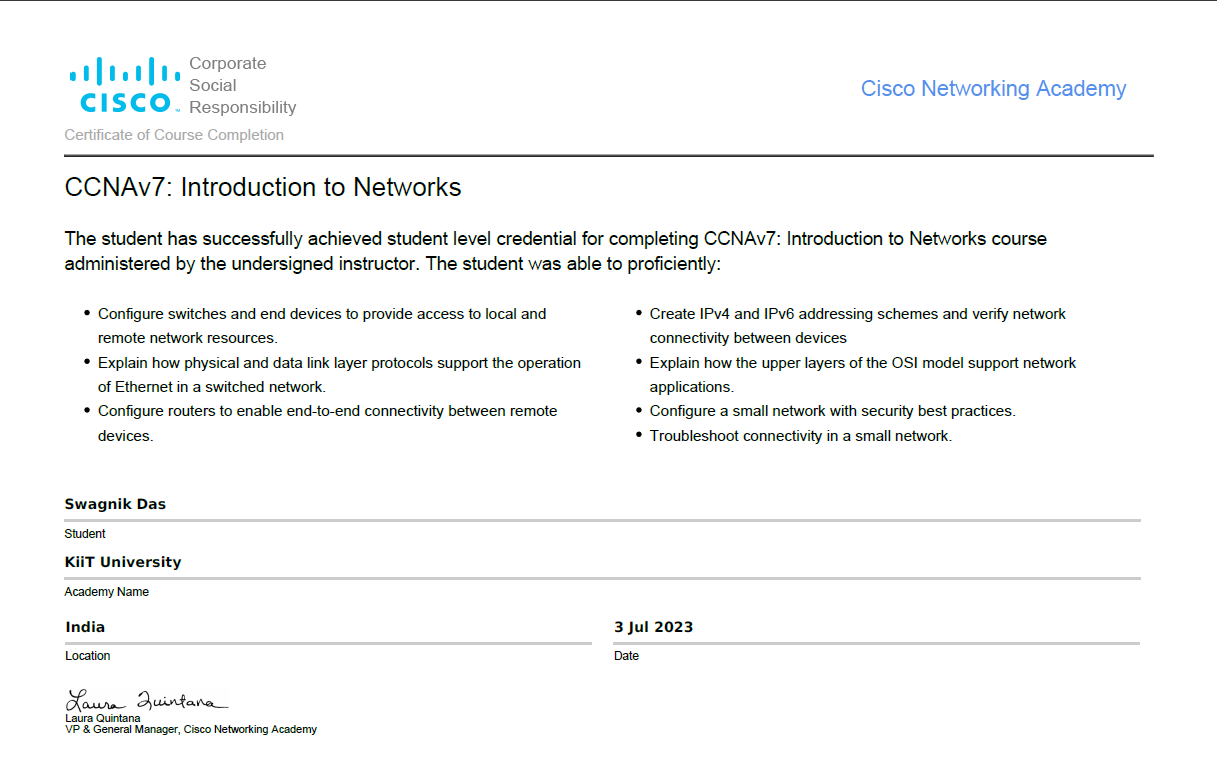 Corporate
Social
Responsibility
CISCO
Cisco Networking Academy
Certificate of Course Completion
CCNAv7: Introduction to Networks
The student has successfully achieved student level credential for completing CCNAv7: Introduction to Networks course
administered by the undersigned instructor. The student was able to proficiently:
• Configure switches and end devices to provide access to local and
remote network resources.
• Explain how physical and data link layer protocols support the operation
of Ethernet in a switched network.
• Configure routers to enable end-to-end connectivity between remote
devices.
• Create IPv4 and IPv6 addressing schemes and verify network
connectivity between devices
• Explain how the upper layers of the OSI model support network
applications.
• Configure a small network with security best practices.
• Troubleshoot connectivity in a small network.
Swagnik Das
Student
KiiT University
Academy Name
India
Location
3 Jul 2023
Date
Laura Quintana
Laura Quintana
VP & General Manager, Cisco Networking Academy